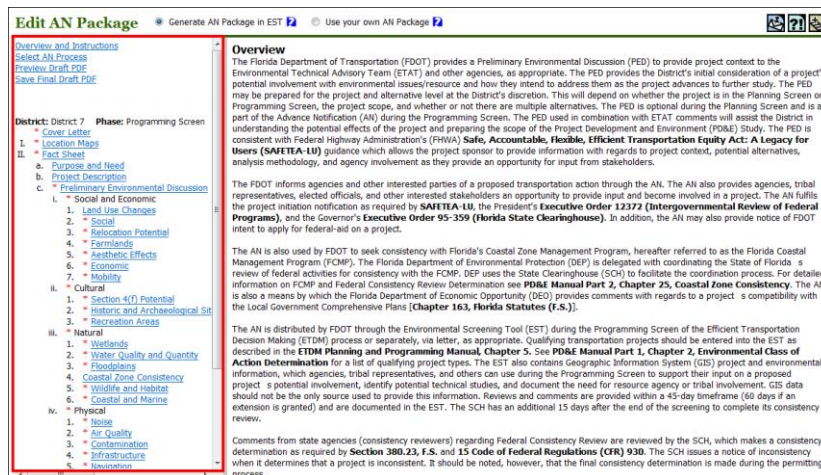 Edit AN Package Generate AN Package in EST ? Use your own AN Package ?
Overview and Instructions
Select AN Process
Preview Draft PDF
Save Final Draft PDF
District: District 7 Phase: Programming Screen
* Cover Letter
I. * Location Maps
II. * Fact Sheet
a. Purpose and Need
b. Project Description
c. * Preliminary Environmental Discussion
i. * Social and Economic
1. Land Use Changes
2. * Social
3. * Relocation Potential
4. * Farmlands
5. * Aesthetic Effects
6. * Economic
7. * Mobility
ii. * Cultural
1. * Section 4(f) Potential
2. * Historic and Archaeological Sit
3. * Recreation Areas
iii. * Natural
1. * Wetlands
2. * Water Quality and Quantity
3. * Floodplains
4. Coastal Zone Consistency
5. * Wildlife and Habitat
6. * Coastal and Marine
iv. * Physical
1. * Noise
2. * Air Quality
3. * Contamination
4. * Infrastructure
5. * Navigation
Overview
The Florida Department of Transportation (FDOT) provides a Preliminary Environmental Discussion (PED) to provide project context to the
Environmental Technical Advisory Team (ETAT) and other agencies, as appropriate. The PED provides the District's initial consideration of a project'
potential involvement with environmental issues/resource and how they intend to address them as the project advances to further study. The PED
may be prepared for the project and alternative level at the District's discretion. This will depend on whether the project is in the Planning Screen or
Programming Screen, the project scope, and whether or not there are multiple alternatives. The PED is optional during the Planning Screen and is a
part of the Advance Notification (AN) during the Programming Screen. The PED used in combination with ETAT comments will assist the District in
understanding the potential effects of the project and preparing the scope of the Project Development and Environment (PD&E) Study. The PED is
consistent with Federal Highway Administration's (FHWA) Safe, Accountable, Flexible, Efficient Transportation Equity Act: A Legacy for
Users (SAFETEA-LU) guidance which allows the project sponsor to provide information with regards to project context, potential alternatives,
analysis methodology, and agency involvement as they provide an opportunity for input from stakeholders.
The FDOT informs agencies and other interested parties of a proposed transportation action through the AN. The AN also provides agencies, tribal
representatives, elected officials, and other interested stakeholders an opportunity to provide input and become involved in a project. The AN fulfils
the project initiation notification as required by SAFETEA-LU, the President's Executive Order 12372 (Intergovernmental Review of Federal
Programs), and the Governor's Executive Order 95-359 (Florida State Clearinghouse). In addition, the AN may also provide notice of FDOT
intent to apply for federal-aid on a project.
The AN is also used by FDOT to seek consistency with Florida's Coastal Zone Management Program, hereafter referred to as the Florida Coastal
Management Program (FCMP). The Florida Department of Environmental Protection (DEP) is delegated with coordinating the State of Florida s
review of federal activities for consistency with the FCMP. DEP uses the State Clearinghouse (SCH) to facilitate the coordination process. For detailed
information on FCMP and Federal Consistency Review Determination see PD&E Manual Part 2, Chapter 25, Coastal Zone Consistency. The AN
is also a means by which the Florida Department of Economic Opportunity (DEO) provides comments with regards to a project s compatibility with
the Local Government Comprehensive Plans [Chapter 163, Florida Statutes (F.S.)].
The AN is distributed by FDOT through the Environmental Screening Tool (EST) during the Programming Screen of the Efficient Transportation
Decision Making (ETDM) process or separately, via letter, as appropriate. Qualifying transportation projects should be entered into the EST as
described in the ETDM Planning and Programming Manual, Chapter 5. See PD&E Manual Part 1, Chapter 2, Environmental Class of
Action Determination for a list of qualifying project types. The EST also contains Geographic Information System (GIS) project and environmental
information, which agencies, tribal representatives, and others can use during the Programming Screen to support their input on a proposed
project s potential involvement, identify potential technical studies, and document the need for resource agency or tribal involvement. GIS data
should not be the only source used to provide this information. Reviews and comments are provided within a 45-day timeframe (60 days if an
extension is granted) and are documented in the EST. The SCH has an additional 15 days after the end of the screening to complete its consistency
review.
Comments from state agencies (consistency reviewers) regarding Federal Consistency Review are reviewed by the SCH, which makes a consistency
determination as required by Section 380.23, F.S. and 15 Code of Federal Regulations (CFR) 930. The SCH issues a notice of inconsistency
when it determines that a project is inconsistent. It should be noted, however, that the final consistency determination is made during the permitting
process.